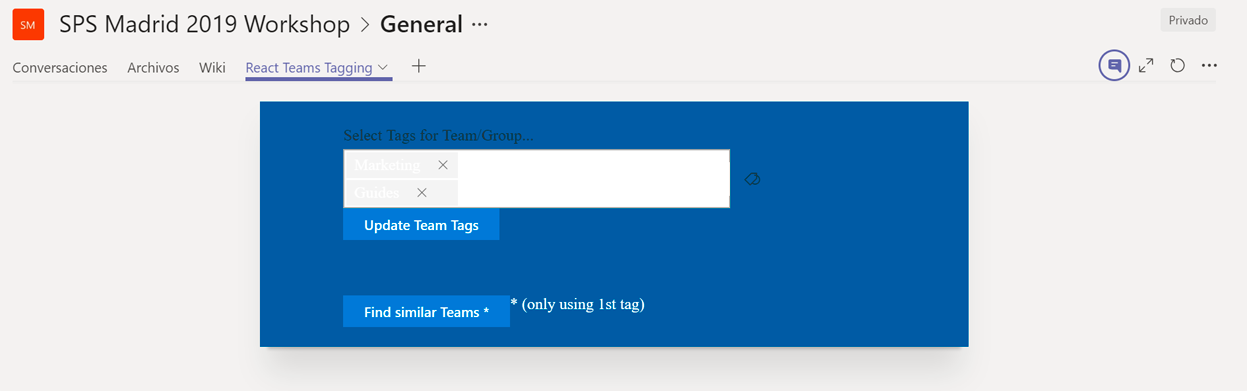 SM SPS Madrid 2019 Workshop > General ...
Privado
Conversaciones Archivos Wiki React Teams Tagging
Select Tags for Team/Group...
Marketing
Guides
Update Team Tags
Find similar Teams * * (only using 1st tag)